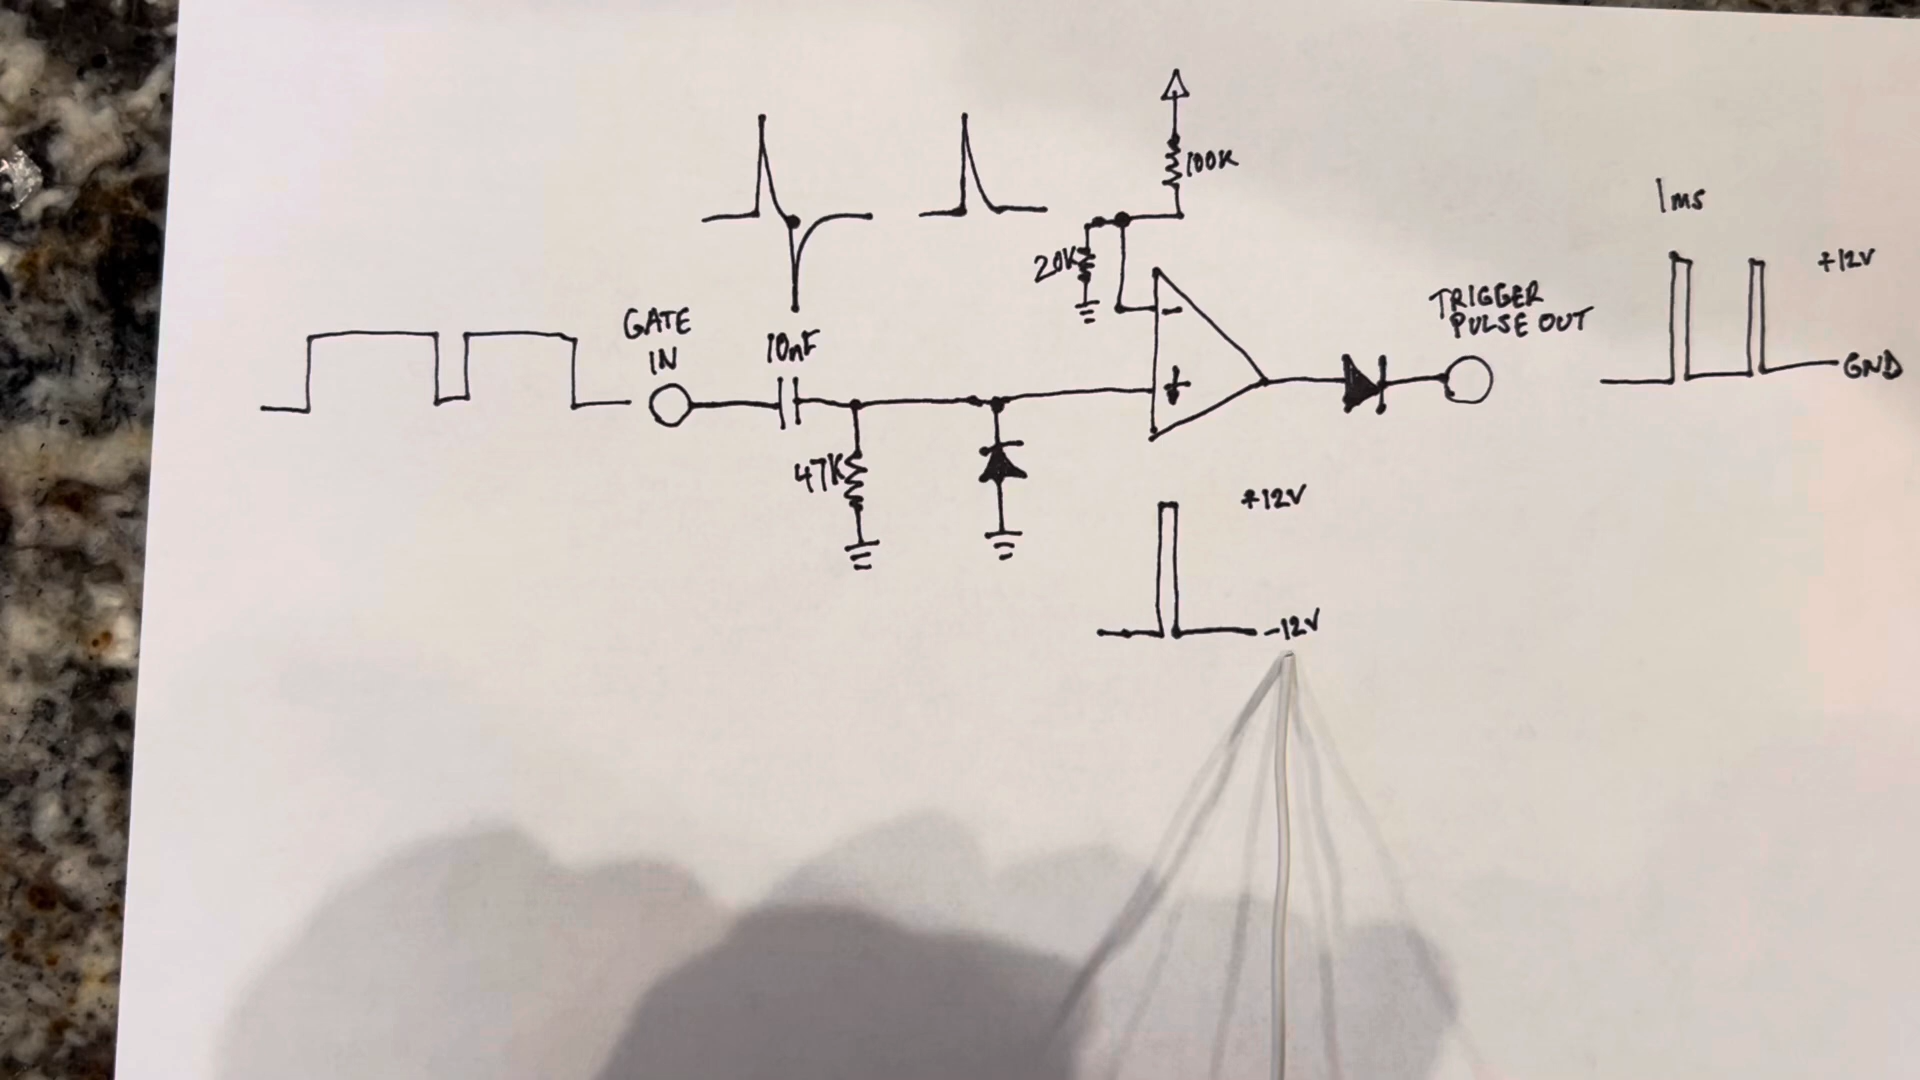 100K
1ms
20K
+12V
GATE
IN
10nF
-
TRIGGER
PULSE OUT
+
GND
47K
+12V
-12V